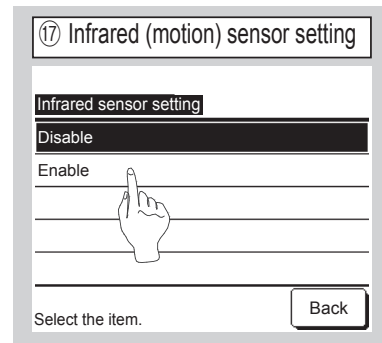 ⑰ Infrared (motion) sensor setting
Infrared sensor setting
Disable
Enable
Select the item.
Back